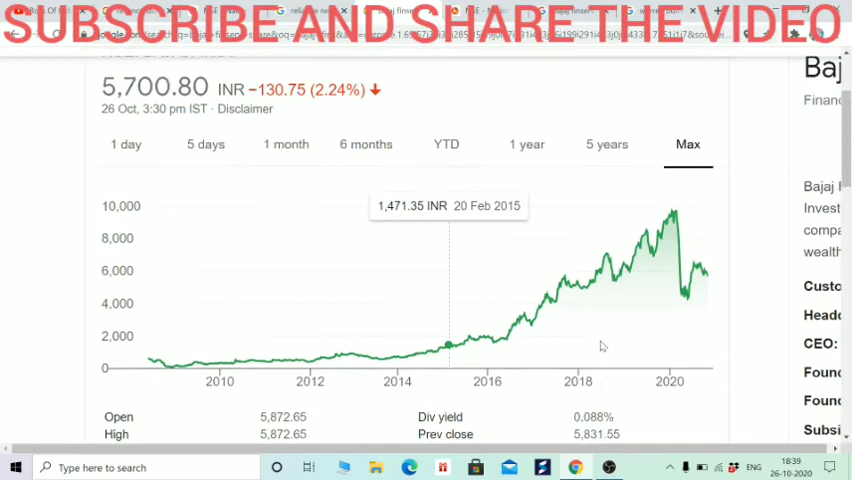 SUBSCRIBE AND SHARE THE VIDEO
5,700.80 INR −130.75 (2.24%)
26 Oct, 3:30 pm IST · Disclaimer
1 day 5 days 1 month 6 months YTD 1 year 5 years Max
1,471.35 INR 20 Feb 2015
10,000
8,000
6,000
4,000
2,000
0
2010 2012 2014 2016 2018 2020
Open 5,872.65 Div yield 0.088%
High 5,872.65 Prev close 5,831.55
Baj
Financ
Bajaj F
Invest
compa
wealth
Custo
Headq
CEO:
Found
Found
Subsi
Type here to search
ENG
18:39
26-10-2020